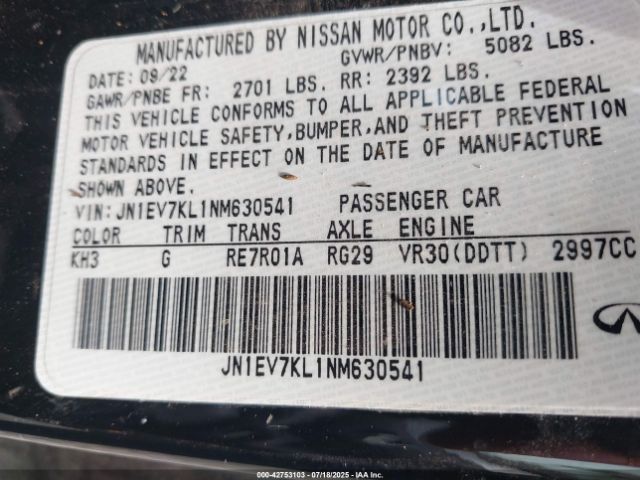 MANUFACTURED BY NISSAN MOTOR CO.,LTD.
DATE: 09/22 GVWR/PNBV: 5082 LBS.
GAWR/PNBE FR: 2701 LBS. RR: 2392 LBS.
THIS VEHICLE CONFORMS TO ALL APPLICABLE FEDERAL
MOTOR VEHICLE SAFETY,BUMPER,AND THEFT PREVENTION
STANDARDS IN EFFECT ON THE DATE OF MANUFACTURE
SHOWN ABOVE.
VIN:JN1EV7KL1NM630541 PASSENGER CAR
COLOR TRIM TRANS AXLE ENGINE
KH3 G RE7R01A RG29 VR30(DDTT) 2997CC
JN1EV7KL1NM630541
000-42753103 - 07/18/2025 - IAA Inc.